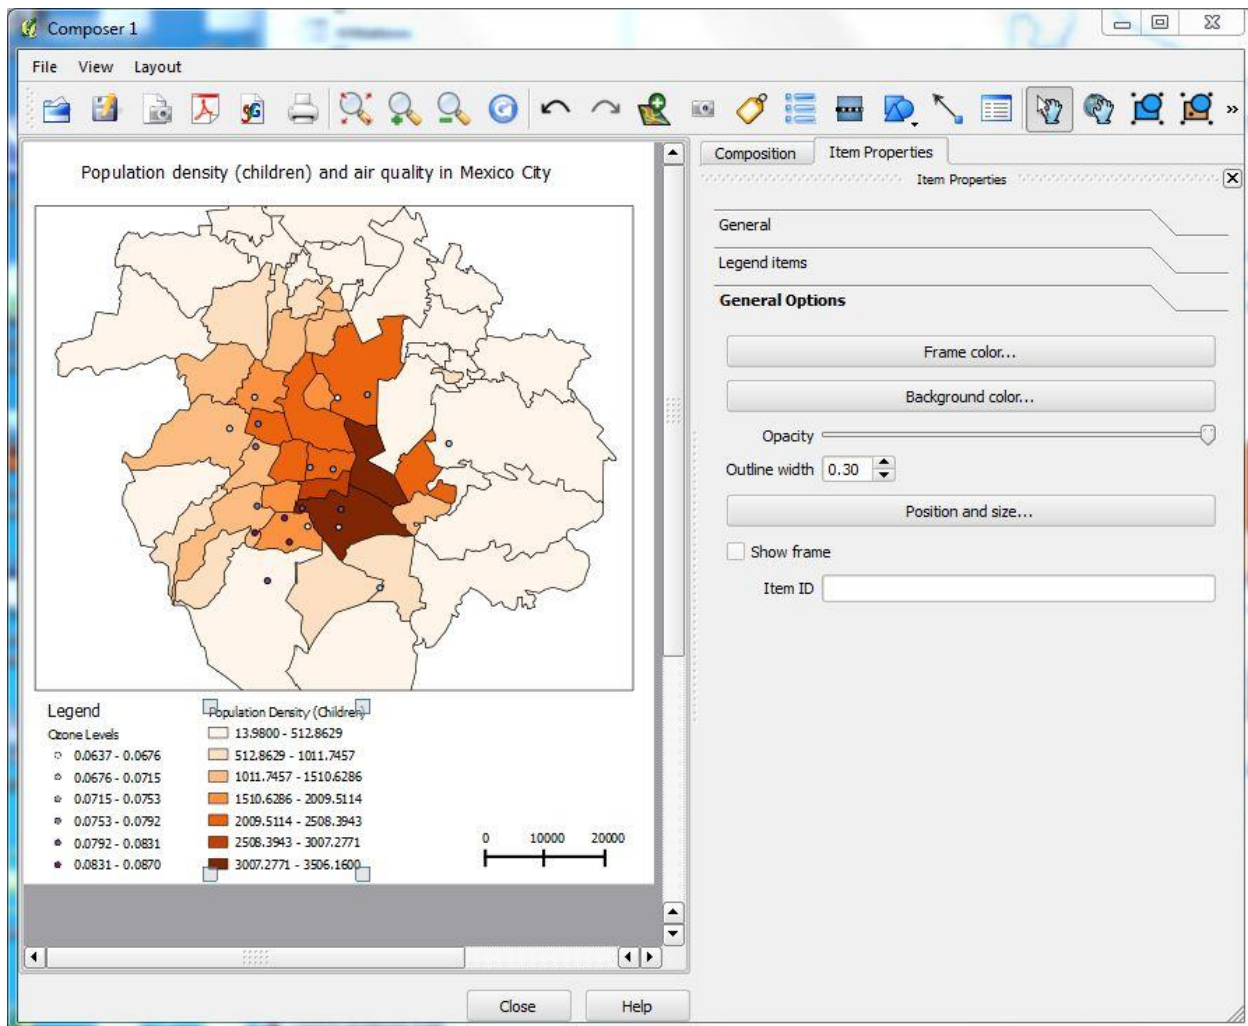 Composer 1
File View Layout
Composition Item Properties
Item Properties
Population density (children) and air quality in Mexico City
General
Legend items
General Options
Frame color...
Background color...
Opacity
Outline width 0.30
Position and size...
Show frame
Item ID
Legend
Ozone Levels
0.0637 - 0.0676
0.0676 - 0.0715
0.0715 - 0.0753
0.0753 - 0.0792
0.0792 - 0.0831
0.0831 - 0.0870
Population Density (Children)
13.9800 - 512.8629
512.8629 - 1011.7457
1011.7457 - 1510.6286
1510.6286 - 2009.5114
2009.5114 - 2508.3943
2508.3943 - 3007.2771
3007.2771 - 3506.1600
0 10000 20000
Close Help